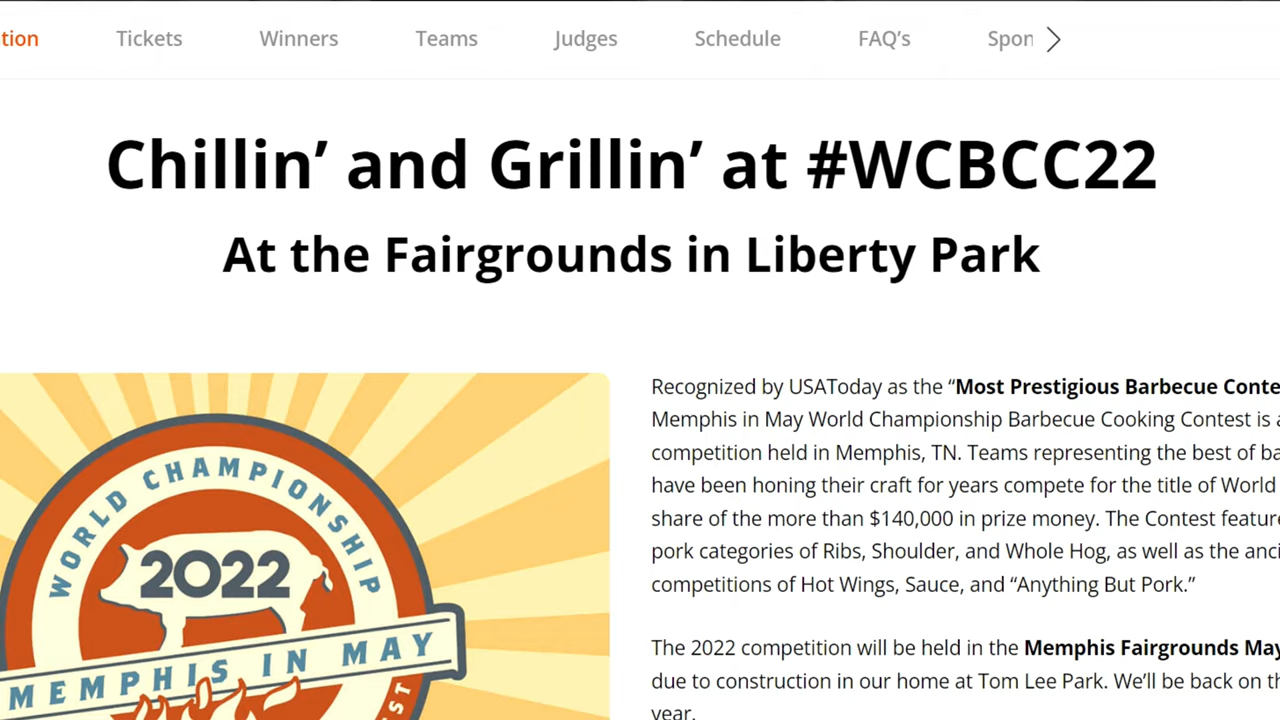 tion Tickets Winners Teams Judges Schedule FAQ's Spon
Chillin’ and Grillin’ at #WCBCC22
At the Fairgrounds in Liberty Park
WORLD CHAMPIONSHIP
2022
MEMPHIS IN MAY
EST
Recognized by USAToday as the “Most Prestigious Barbecue Conte
Memphis in May World Championship Barbecue Cooking Contest is a
competition held in Memphis, TN. Teams representing the best of ba
have been honing their craft for years compete for the title of World
share of the more than $140,000 in prize money. The Contest feature
pork categories of Ribs, Shoulder, and Whole Hog, as well as the anci
competitions of Hot Wings, Sauce, and “Anything But Pork.”
The 2022 competition will be held in the Memphis Fairgrounds May
due to construction in our home at Tom Lee Park. We’ll be back on th
year.